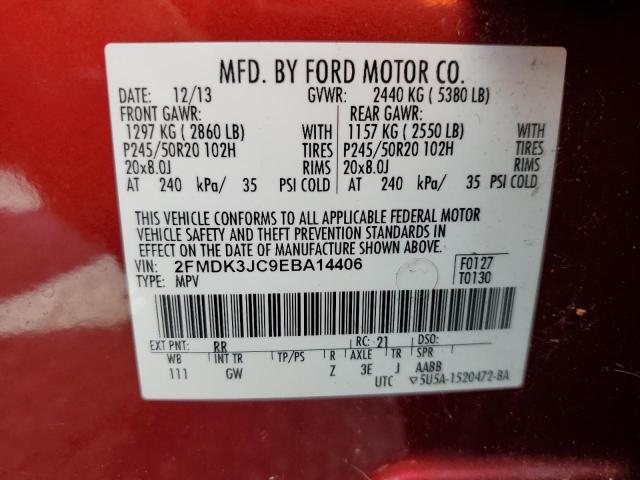 MFD. BY FORD MOTOR CO.
DATE: 12/13 GVWR: 2440 KG ( 5380 LB)
FRONT GAWR: REAR GAWR:
1297 KG ( 2860 LB) WITH 1157 KG ( 2550 LB) WITH
P245/50R20 102H TIRES P245/50R20 102H TIRES
20x8.0J RIMS 20x8.0J RIMS
AT 240 kPa/ 35 PSI COLD AT 240 kPa/ 35 PSI COLD
THIS VEHICLE CONFORMS TO ALL APPLICABLE FEDERAL MOTOR
VEHICLE SAFETY AND THEFT PREVENTION STANDARDS IN
EFFECT ON THE DATE OF MANUFACTURE SHOWN ABOVE.
VIN: 2FMDK3JC9EBA14406 F0127
TYPE: MPV T0130
EXT PNT: RR RC: 21 DSO:
WB INT TR TP/PS R AXLE TR SPR
111 GW Z 3E J AABB
UTC ▽5U5A-1520472-BA